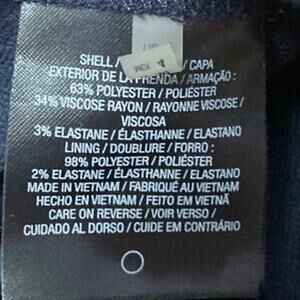 SHELL / / CAPA
EXTERIOR DE LA PRENDA / ARMAÇÃO :
63% POLYESTER / POLIÉSTER
34% VISCOSE RAYON / RAYONNE VISCOSE /
VISCOSA
3% ELASTANE / ÉLASTHANNE / ELASTANO
LINING / DOUBLURE / FORRO :
98% POLYESTER / POLIÉSTER
2% ELASTANE / ÉLASTHANNE / ELASTANO
MADE IN VIETNAM / FABRIQUÉ AU VIETNAM
HECHO EN VIETNAM / FEITO EM VIETNÃ
CARE ON REVERSE / VOIR VERSO /
CUIDADO AL DORSO / CUIDE EM CONTRÁRIO